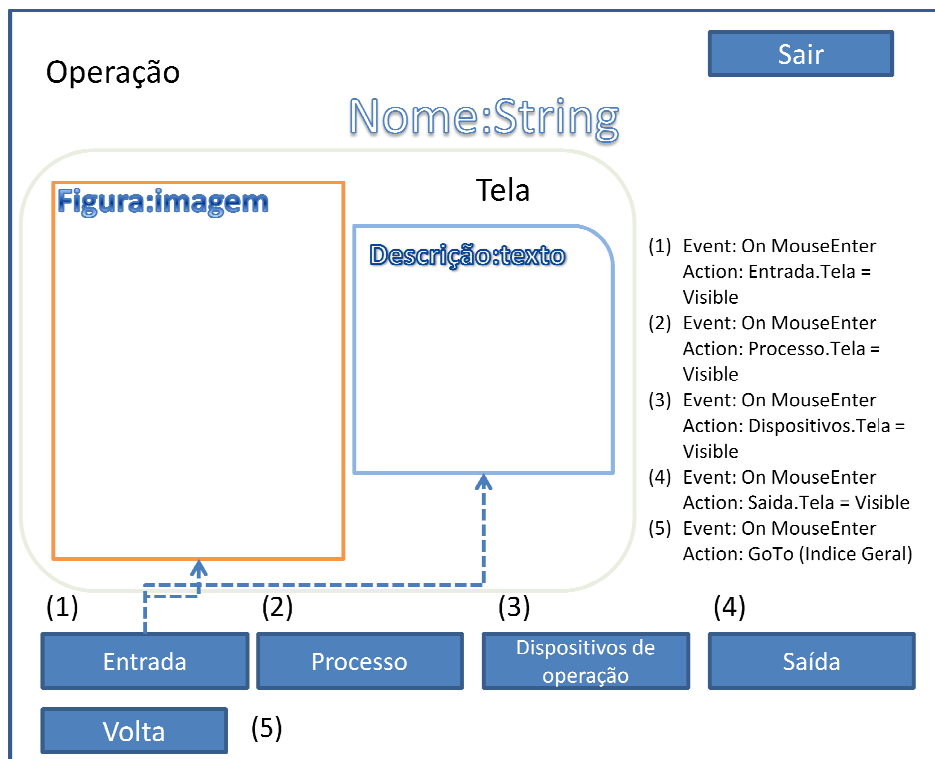 Sair
Operação
Nome:String
Tela
Figura:imagem
Descrição:texto
(1) Event: On MouseEnter
Action: Entrada.Tela =
Visible
(2) Event: On MouseEnter
Action: Processo.Tela =
Visible
(3) Event: On MouseEnter
Action: Dispositivos.Tela =
Visible
(4) Event: On MouseEnter
Action: Saida.Tela = Visible
(5) Event: On MouseEnter
Action: GoTo (Indice Geral)
(1) (2) (3) (4)
Entrada
Processo
Dispositivos de
operação
Saída
Volta
(5)